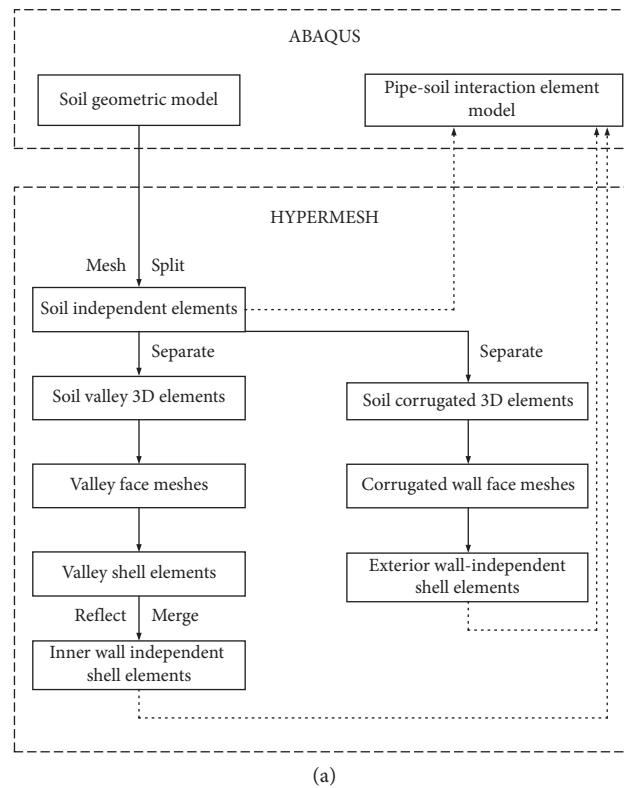 ABAQUS
Soil geometric model
Pipe-soil interaction element
model
HYPERMESH
Mesh Split
Soil independent elements
Separate
Separate
Soil valley 3D elements
Soil corrugated 3D elements
Valley face meshes
Corrugated wall face meshes
Valley shell elements
Exterior wall-independent
shell elements
Reflect Merge
Inner wall independent
shell elements
(a)